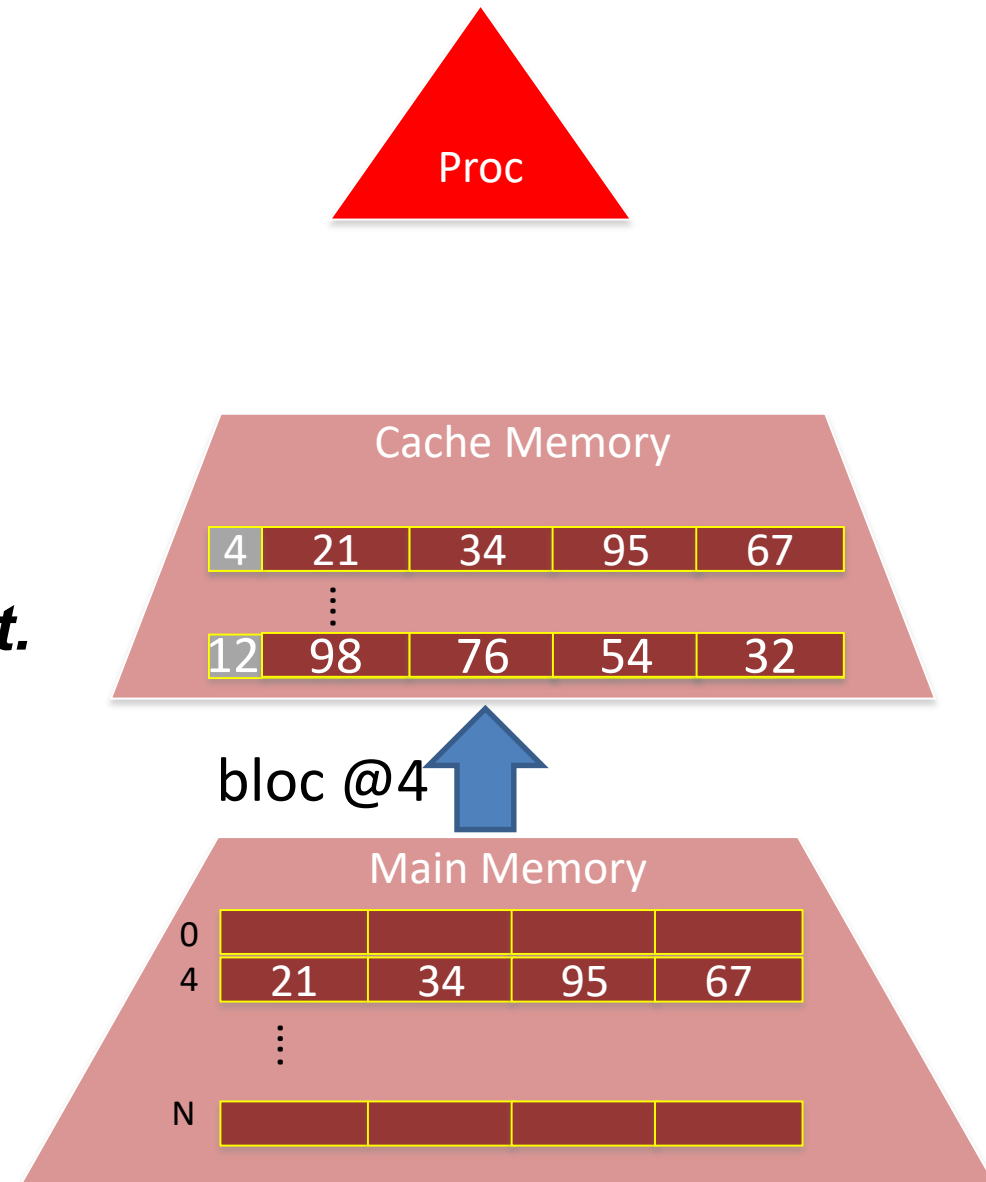 Proc
Cache Memory
4 21 34 95 67
t.
12 98 76 54 32
bloc @4
Main Memory
0
4 21 34 95 67
N